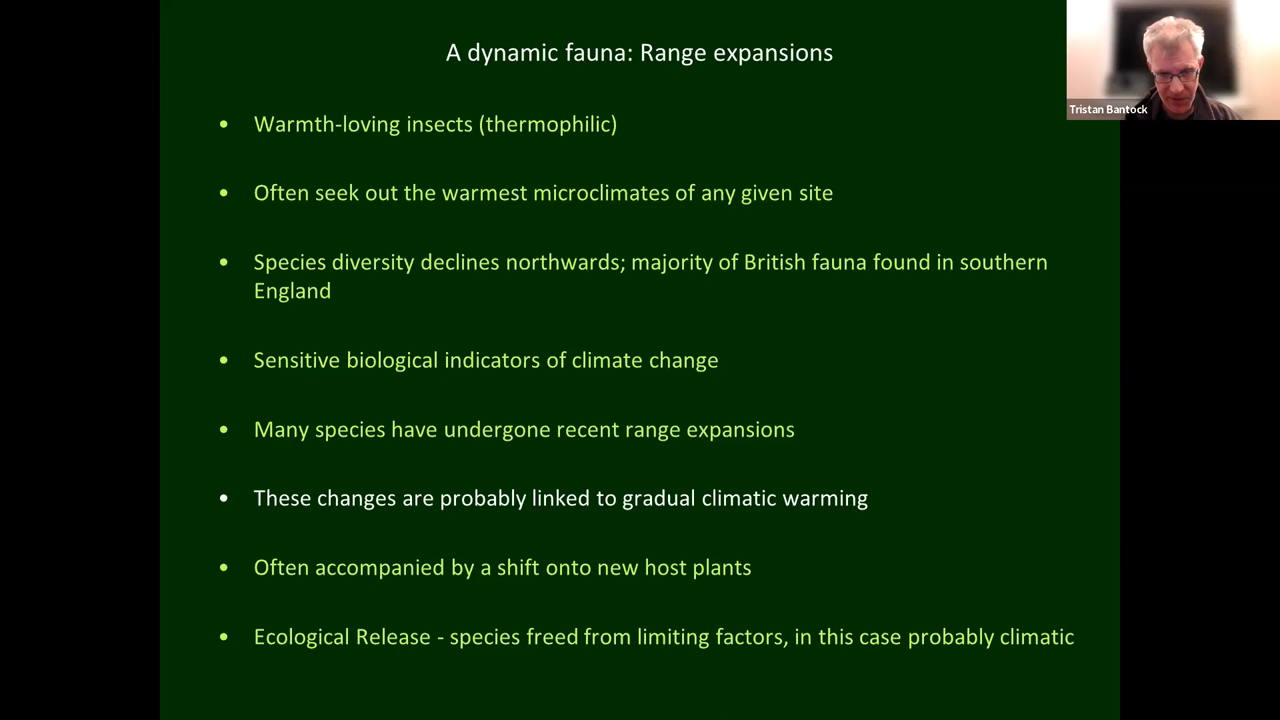 A dynamic fauna: Range expansions
Tristan Bantock
• Warmth-loving insects (thermophilic)
• Often seek out the warmest microclimates of any given site
• Species diversity declines northwards; majority of British fauna found in southern
England
• Sensitive biological indicators of climate change
• Many species have undergone recent range expansions
• These changes are probably linked to gradual climatic warming
• Often accompanied by a shift onto new host plants
• Ecological Release - species freed from limiting factors, in this case probably climatic